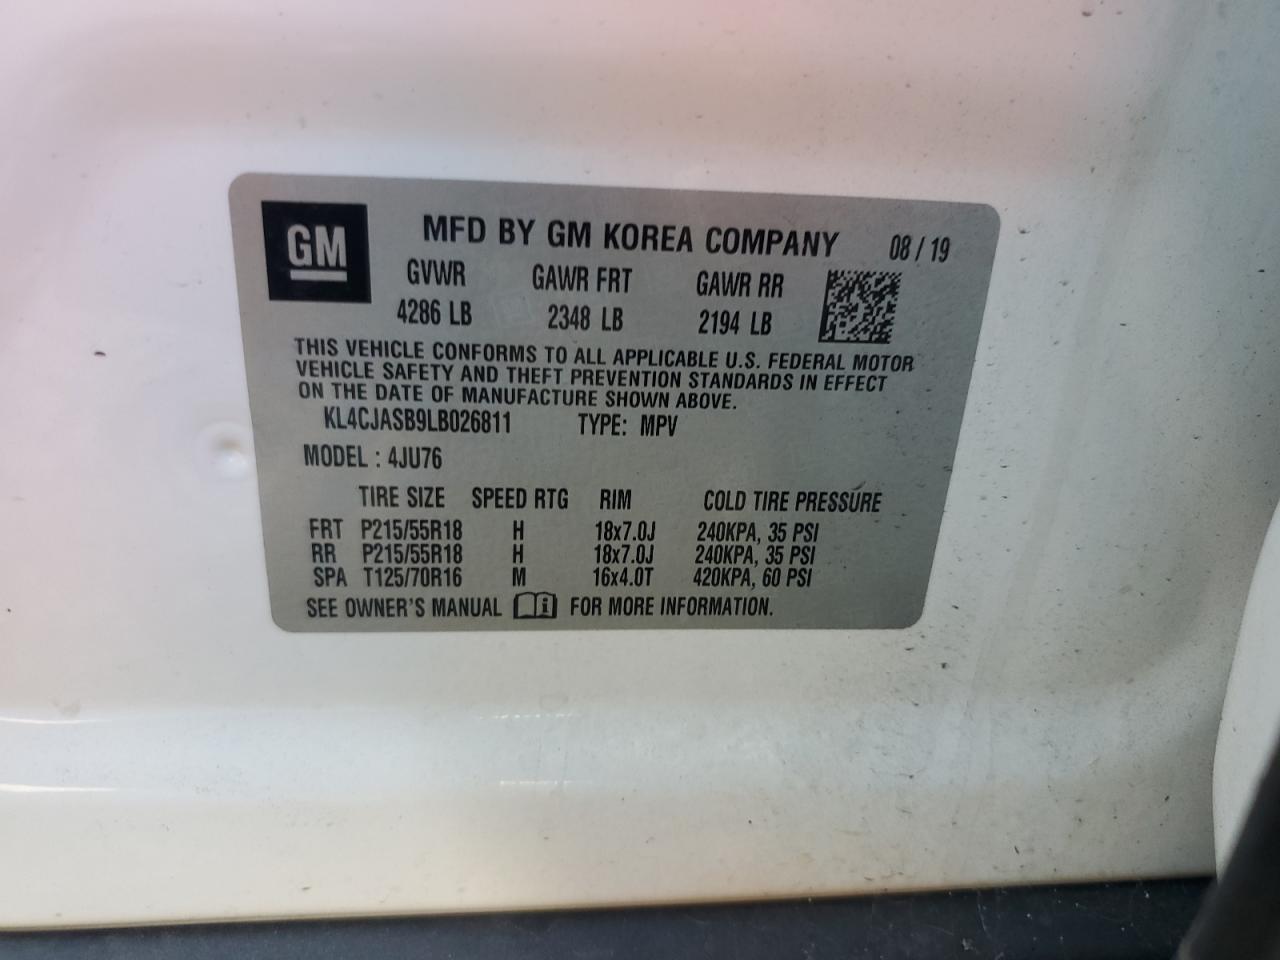 GM
MFD BY GM KOREA COMPANY 08 / 19
GVWR GAWR FRT GAWR RR
4286 LB 2348 LB 2194 LB
THIS VEHICLE CONFORMS TO ALL APPLICABLE U.S. FEDERAL MOTOR
VEHICLE SAFETY AND THEFT PREVENTION STANDARDS IN EFFECT
ON THE DATE OF MANUFACTURE SHOWN ABOVE.
KL4CJASB9LB026811 TYPE: MPV
MODEL : 4JU76
TIRE SIZE SPEED RTG RIM COLD TIRE PRESSURE
FRT P215/55R18 H 18x7.0J 240KPA, 35 PSI
RR P215/55R18 H 18x7.0J 240KPA, 35 PSI
SPA T125/70R16 M 16x4.0T 420KPA, 60 PSI
SEE OWNER'S MANUAL i FOR MORE INFORMATION.